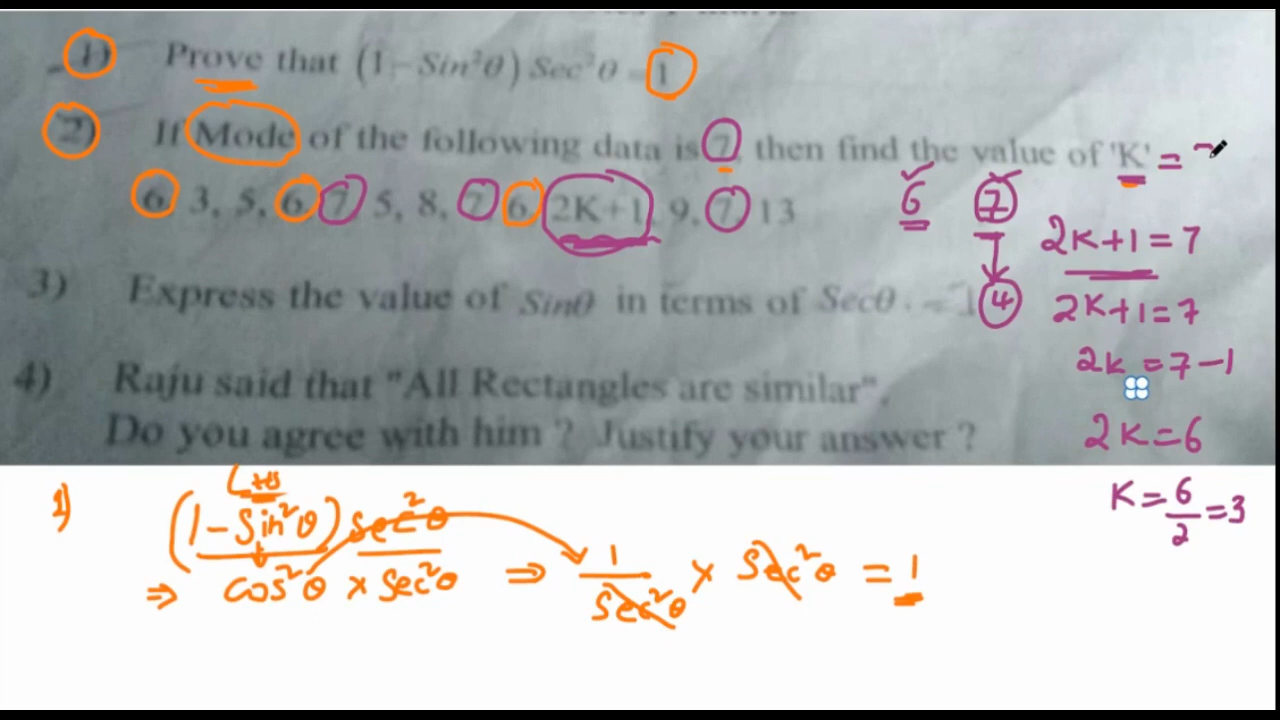 1) Prove that (1 - Sin²θ) Sec²θ = 1
2) If Mode of the following data is 7, then find the value of 'K' =
6, 3, 5, 6, 7, 5, 8, 7, 6, 2K+1, 9, 7, 13
6 7
2K+1=7
3) Express the value of Sinθ in terms of Secθ.
4
2K+1=7
2K=7-1
4) Raju said that "All Rectangles are similar".
Do you agree with him ? Justify your answer ?
2K=6
K=6/2=3
LHS
1) (1-Sin²θ) Sec²θ
⇒ cos²θ × Sec²θ ⇒ 1/Sec²θ × Sec²θ = 1